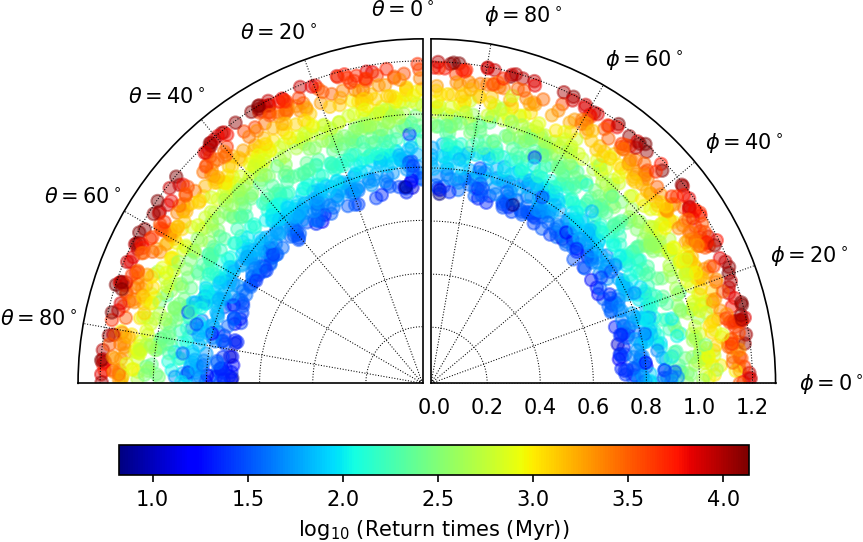 θ = 0°
ϕ = 80°
θ = 20°
ϕ = 60°
θ = 40°
ϕ = 40°
θ = 60°
ϕ = 20°
θ = 80°
ϕ = 0°
0.0 0.2 0.4 0.6 0.8 1.0 1.2
1.0 1.5 2.0 2.5 3.0 3.5 4.0
log₁₀ (Return times (Myr))